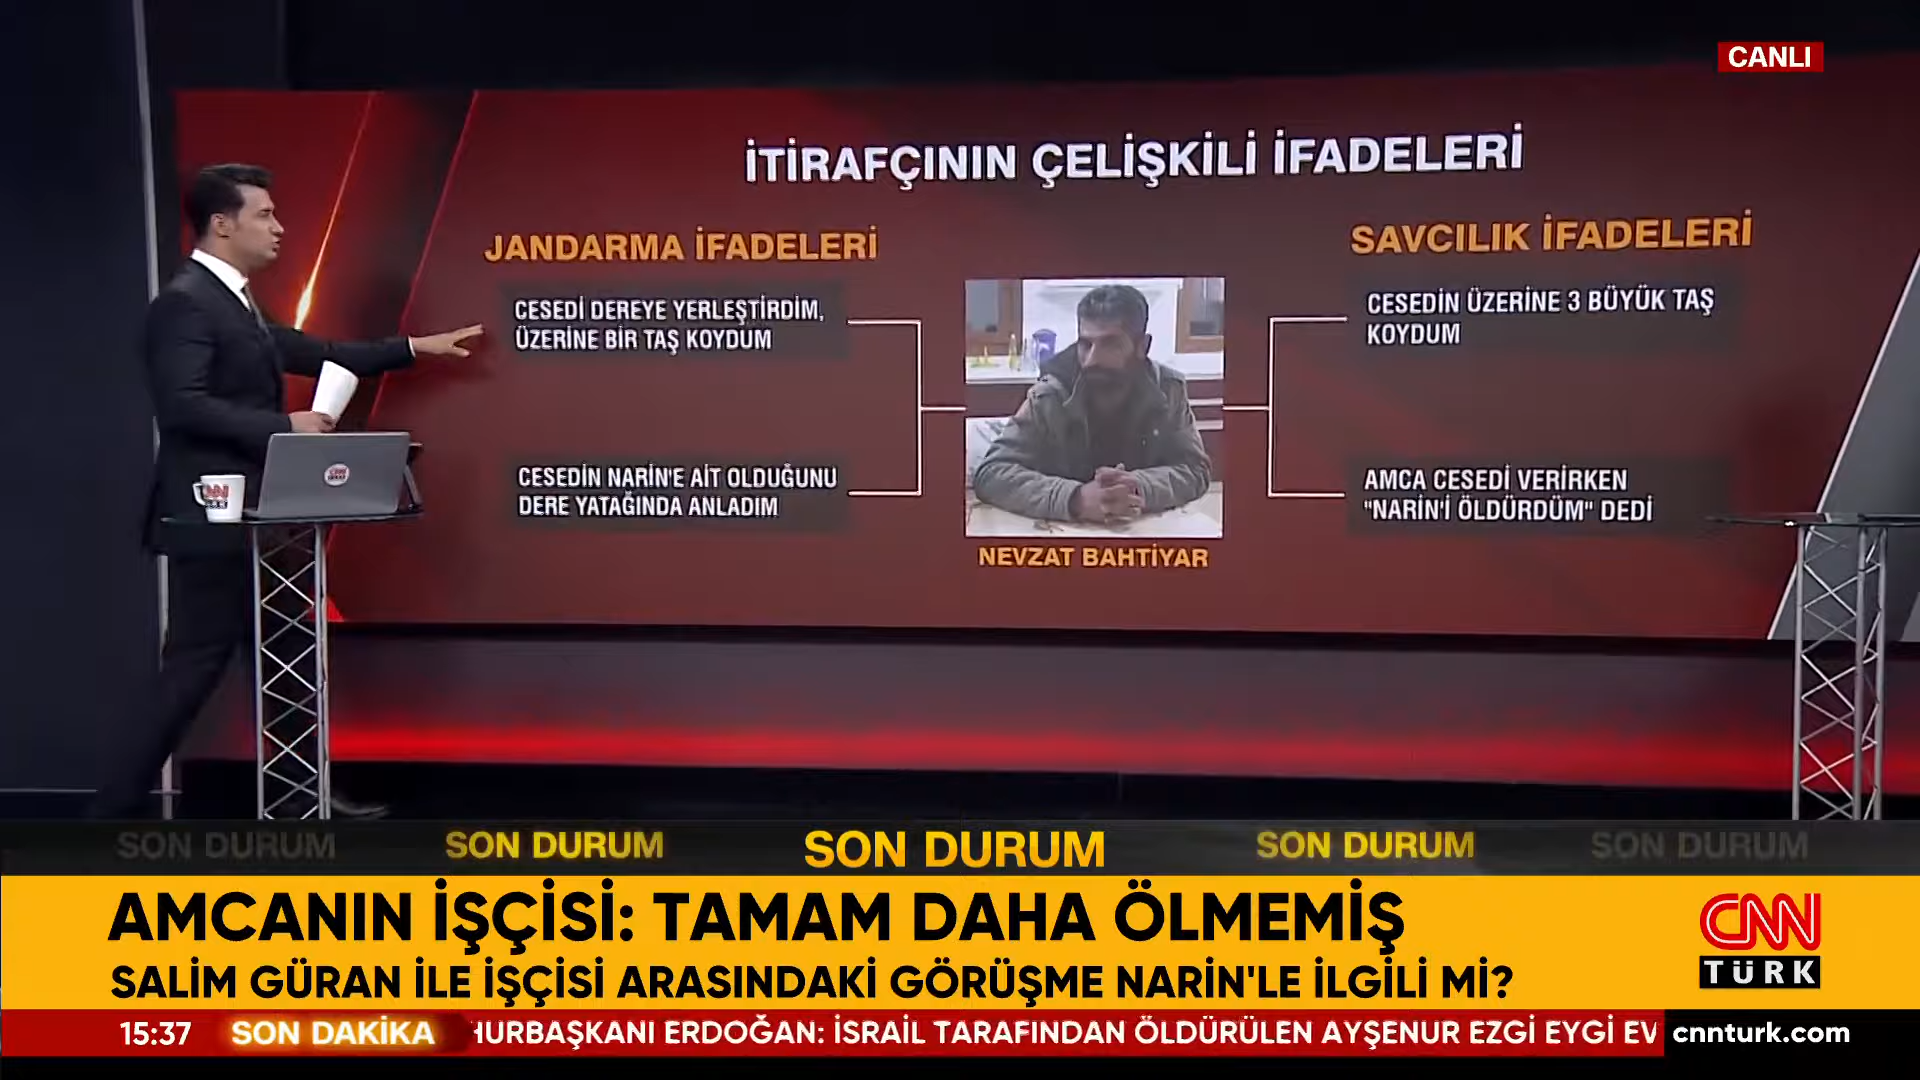 CANLI
İTİRAFÇININ ÇELİŞKİLİ İFADELERİ
JANDARMA İFADELERİ
CESEDİ DEREYE YERLEŞTİRDİM,
ÜZERİNE BİR TAŞ KOYDUM
CESEDİN NARİN'E AİT OLDUĞUNU
DERE YATAĞINDA ANLADIM
NEVZAT BAHTİYAR
SAVCILIK İFADELERİ
CESEDİN ÜZERİNE 3 BÜYÜK TAŞ
KOYDUM
AMCA CESEDİ VERİRKEN
"NARİN'İ ÖLDÜRDÜM" DEDİ
CNN
TÜRK
SON DURUM SON DURUM SON DURUM SON DURUM SON DURUM
AMCANIN İŞÇİSİ: TAMAM DAHA ÖLMEMİŞ
SALİM GÜRAN İLE İŞÇİSİ ARASINDAKİ GÖRÜŞME NARİN'LE İLGİLİ Mİ?
CNN
TÜRK
15:37 SON DAKİKA HURBAŞKANI ERDOĞAN: İSRAİL TARAFINDAN ÖLDÜRÜLEN AYŞENUR EZGİ EYGİ EV cnnturk.com